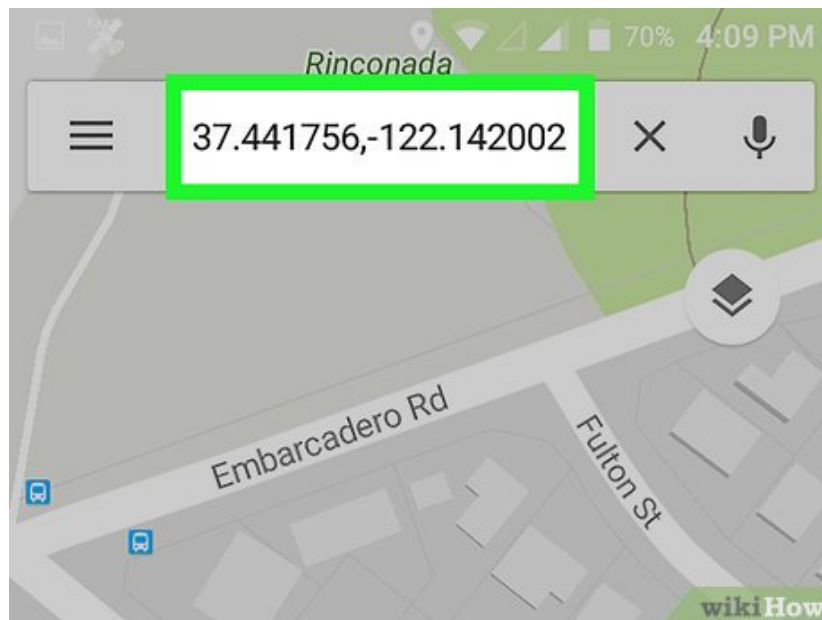 70% 4:09 PM
Rinconada
37.441756,-122.142002
Embarcadero Rd
Fulton St
wikiHow